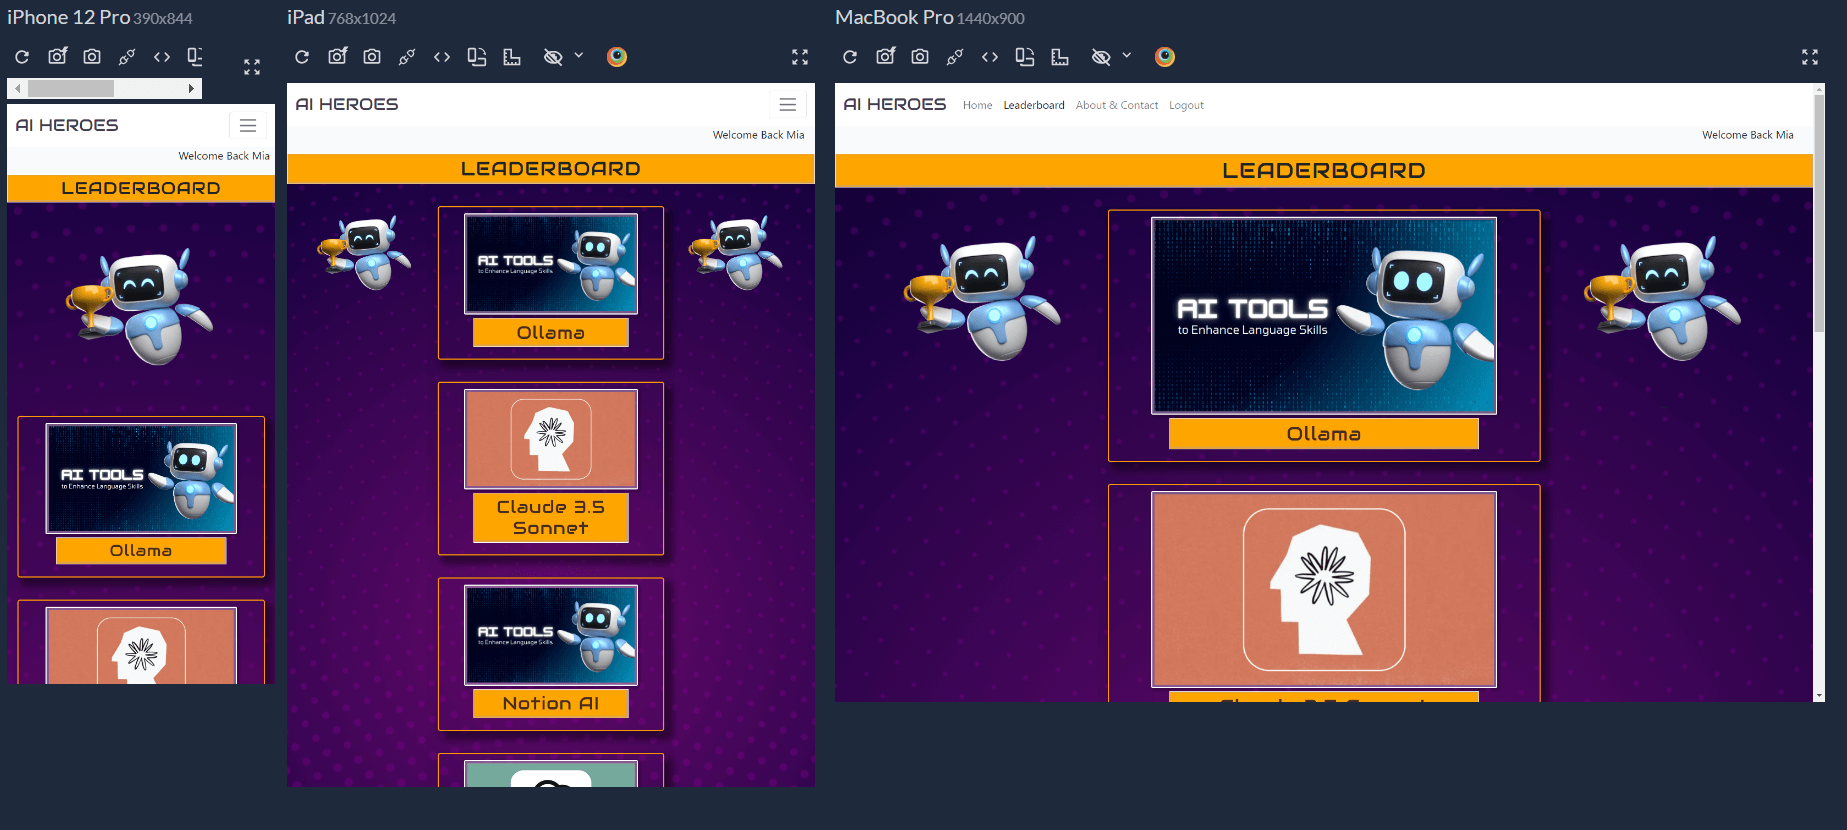 iPhone 12 Pro 390x844
AI HEROES
Welcome Back Mia
LEADERBOARD
AI TOOLS
to Enhance Language Skills
Ollama
iPad 768x1024
AI HEROES
Welcome Back Mia
LEADERBOARD
AI TOOLS
to Enhance Language Skills
Ollama
Claude 3.5
Sonnet
AI TOOLS
to Enhance Language Skills
Notion AI
MacBook Pro 1440x900
AI HEROES Home Leaderboard About & Contact Logout
Welcome Back Mia
LEADERBOARD
AI TOOLS
to Enhance Language Skills
Ollama